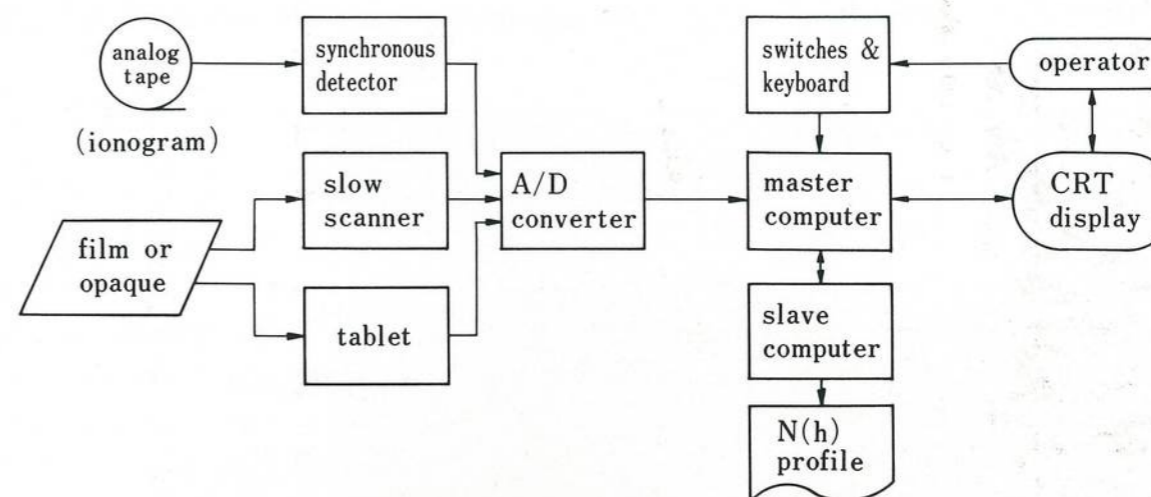 analog
tape
(ionogram)
synchronous
detector
slow
scanner
film or
opaque
tablet
A/D
converter
switches &
keyboard
operator
master
computer
CRT
display
slave
computer
N(h)
profile